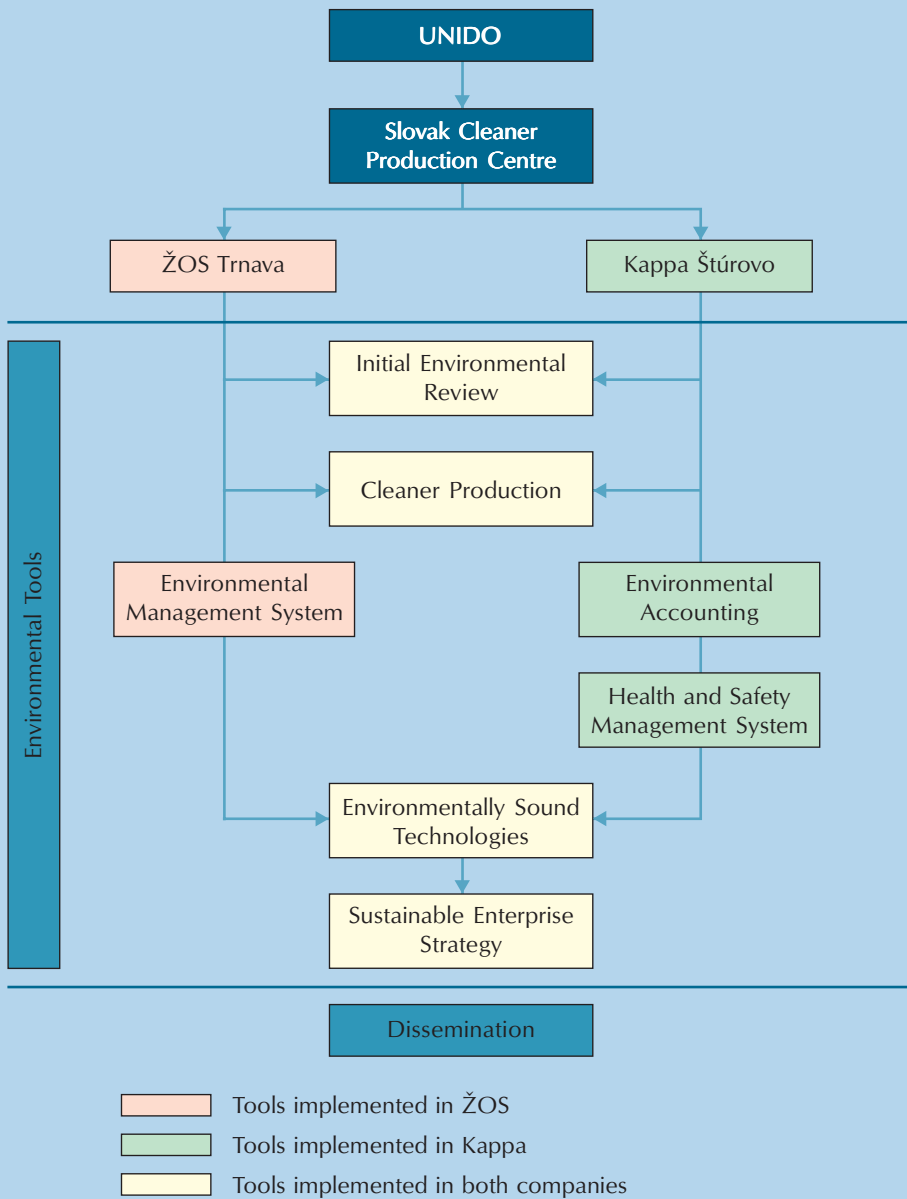 UNIDO
Slovak Cleaner
Production Centre
ŽOS Trnava
Kappa Štúrovo
Environmental Tools
Initial Environmental
Review
Cleaner Production
Environmental
Management System
Environmental
Accounting
Health and Safety
Management System
Environmentally Sound
Technologies
Sustainable Enterprise
Strategy
Dissemination
Tools implemented in ŽOS
Tools implemented in Kappa
Tools implemented in both companies